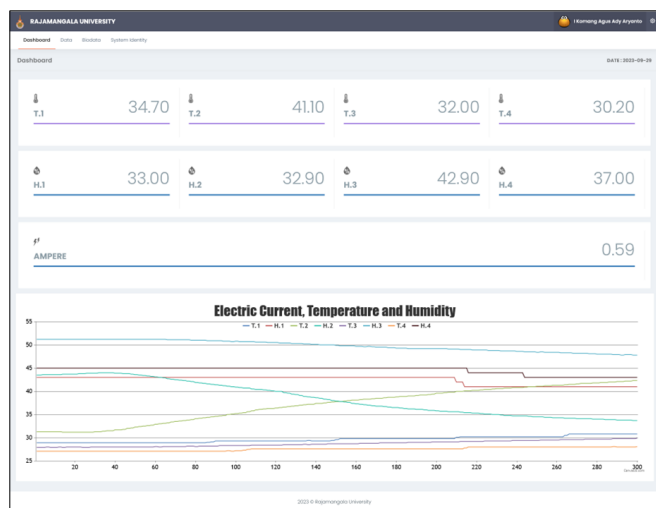 RAJAMANGALA UNIVERSITY
I Komang Agus Ady Aryanto
Dashboard Data Biodata System Identity
Dashboard
DATE: 2023-09-29
34.70 41.10 32.00 30.20
T.1 T.2 T.3 T.4
33.00 32.90 42.90 37.00
H.1 H.2 H.3 H.4
0.59
AMPERE
Electric Current, Temperature and Humidity
T.1 H.1 T.2 H.2 T.3 H.3 T.4 H.4
55
50
45
40
35
30
25
20 40 60 80 100 120 140 160 180 200 220 240 260 280 300
2023 © Rajamangala University